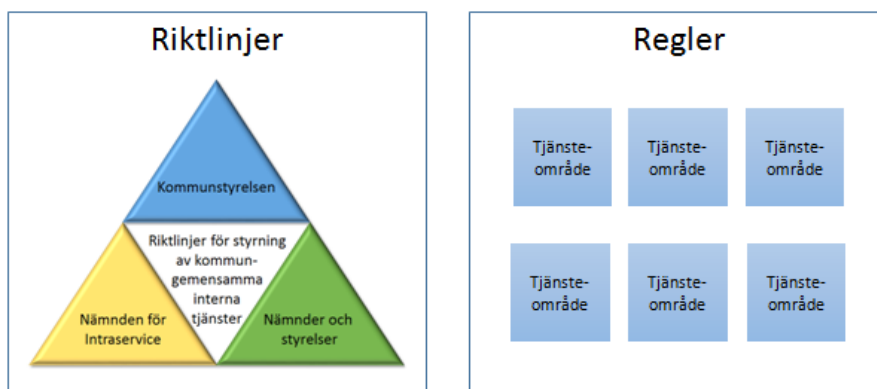 Riktlinjer
Kommunstyrelsen
Riktlinjer för styrning
av kommun-
gemensamma
interna
tjänster
Nämnden för
Intraservice
Nämnder och
styrelser
Regler
Tjänste-
område
Tjänste-
område
Tjänste-
område
Tjänste-
område
Tjänste-
område
Tjänste-
område